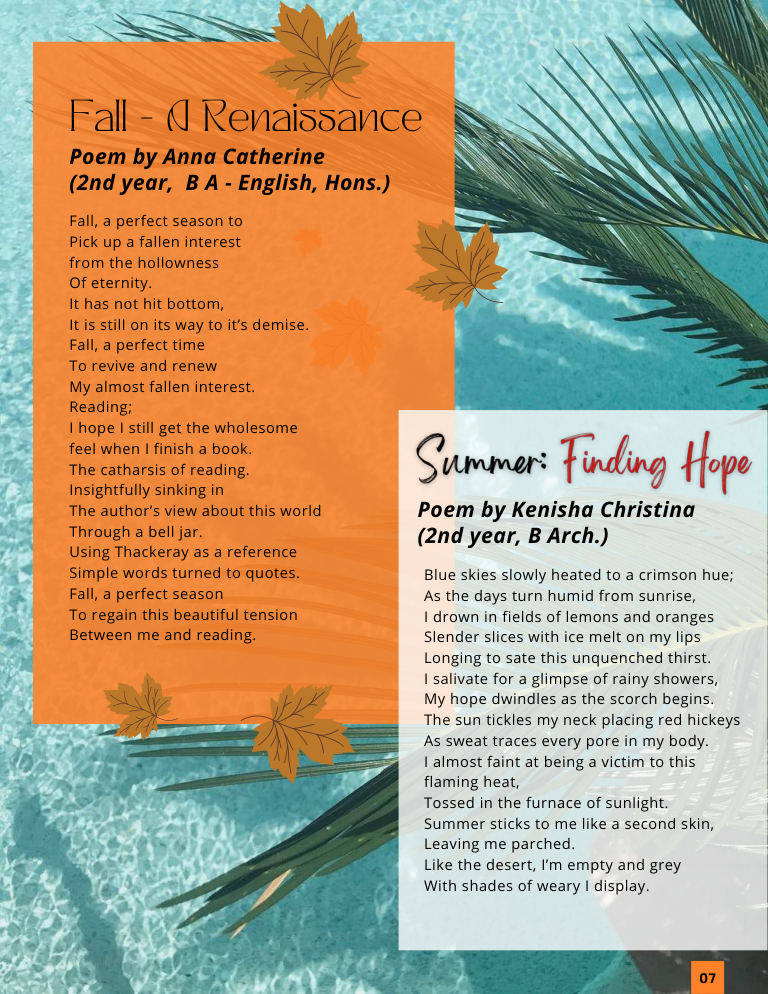 Fall - A Renaissance
Poem by Anna Catherine
(2nd year, B A - English, Hons.)
Fall, a perfect season to
Pick up a fallen interest
from the hollowness
Of eternity.
It has not hit bottom,
It is still on its way to it’s demise.
Fall, a perfect time
To revive and renew
My almost fallen interest.
Reading;
I hope I still get the wholesome
feel when I finish a book.
The catharsis of reading.
Insightfully sinking in
The author’s view about this world
Through a bell jar.
Using Thackeray as a reference
Simple words turned to quotes.
Fall, a perfect season
To regain this beautiful tension
Between me and reading.
Summer: Finding Hope
Poem by Kenisha Christina
(2nd year, B Arch.)
Blue skies slowly heated to a crimson hue;
As the days turn humid from sunrise,
I drown in fields of lemons and oranges
Slender slices with ice melt on my lips
Longing to sate this unquenched thirst.
I salivate for a glimpse of rainy showers,
My hope dwindles as the scorch begins.
The sun tickles my neck placing red hickeys
As sweat traces every pore in my body.
I almost faint at being a victim to this
flaming heat,
Tossed in the furnace of sunlight.
Summer sticks to me like a second skin,
Leaving me parched.
Like the desert, I’m empty and grey
With shades of weary I display.
07